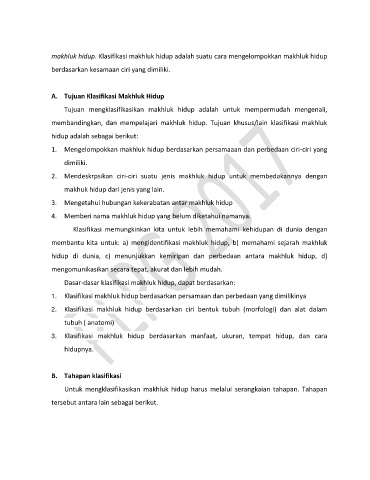 makhluk hidup. Klasifikasi makhluk hidup adalah suatu cara mengelompokkan makhluk hidup
berdasarkan kesamaan ciri yang dimiliki.
A. Tujuan Klasifikasi Makhluk Hidup
Tujuan mengklasifikasikan makhluk hidup adalah untuk mempermudah mengenali,
membandingkan, dan mempelajari makhluk hidup. Tujuan khusus/lain klasifikasi makhluk
hidup adalah sebagai berikut:
1. Mengelompokkan makhluk hidup berdasarkan persamaaan dan perbedaan ciri-ciri yang
dimiliki.
2. Mendeskrpsikan ciri-ciri suatu jenis makhluk hidup untuk membedakannya dengan
makhuk hidup dari jenis yang lain.
3. Mengetahui hubungan kekerabatan antar makhluk hidup
4. Memberi nama makhluk hidup yang belum diketahui namanya.
Klasifikasi memungkinkan kita untuk lebih memahami kehidupan di dunia dengan
membantu kita untuk: a) mengidentifikasi makhluk hidup, b) memahami sejarah makhluk
hidup di dunia, c) menunjukkan kemiripan dan perbedaan antara makhluk hidup, d)
mengomunikasikan secara tepat, akurat dan lebih mudah.
Dasar-dasar klasifikasi makhluk hidup, dapat berdasarkan:
1. Klasifikasi makhluk hidup berdasarkan persamaan dan perbedaan yang dimilikinya
2. Klasifikasi makhluk hidup berdasarkan ciri bentuk tubuh (morfologi) dan alat dalam
tubuh ( anatomi)
3. Klasifikasi makhluk hidup berdasarkan manfaat, ukuran, tempat hidup, dan cara
hidupnya.
B. Tahapan klasifikasi
Untuk mengklasifikasikan makhluk hidup harus melalui serangkaian tahapan. Tahapan
tersebut antara lain sebagai berikut.
PLPG 2017